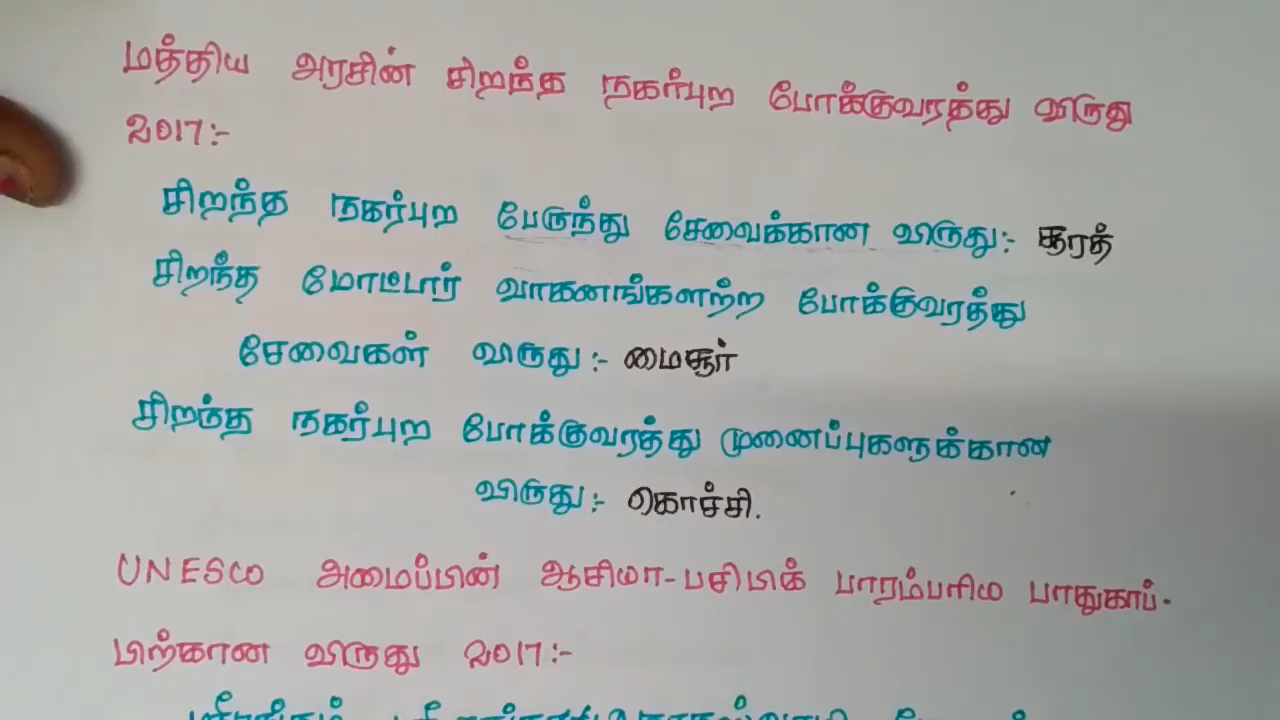 மத்திய அரசின் சிறந்த நகர்புற போக்குவரத்து விருது
2017:-
சிறந்த நகர்புற பேருந்து சேவைக்கான விருது:- சூரத்
சிறந்த மோட்டார் வாகனங்களற்ற போக்குவரத்து
சேவைகள் விருது:- மைசூர்
சிறந்த நகர்புற போக்குவரத்து முனைப்புகளுக்கான
விருது:- கொச்சி.
UNESCO அமைப்பின் ஆசியா-பசிபிக் பாரம்பரிய பாதுகாப்-
பிற்கான விருது 2017:-